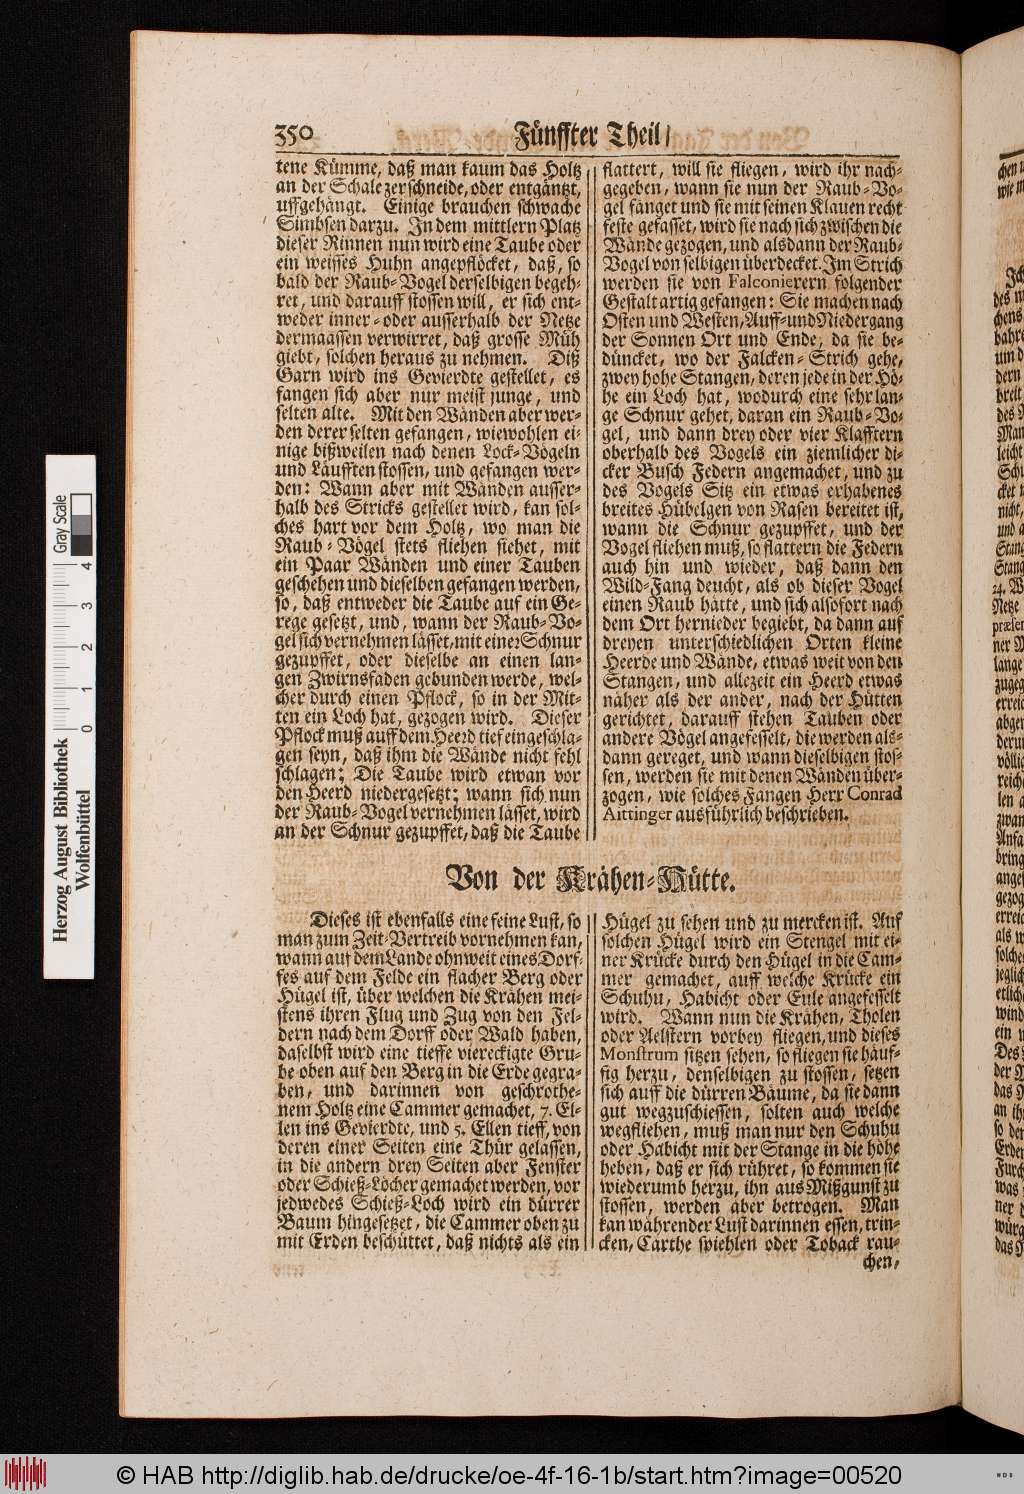 350
Fünffter Theil/
tene Kümme, daß man kaum das Holtz
an der Schale zerschneide, oder entgäntzt,
uffgehängt. Einige brauchen schwache
Simbsen darzu. In dem mittlern Platz
dieser Rinnen nun wird eine Taube oder
ein weisses Huhn angepflöcket, daß, so
bald der Raub-Vogel derselbigen begeh-
ret, und darauff stossen will, er sich ent-
weder inner- oder ausserhalb der Netze
dermaassen verwirret, daß grosse Müh
giebt, solchen heraus zu nehmen. Diß
Garn wird ins Gevierdte gestellet, es
fangen sich aber nur meist junge, und
selten alte. Mit den Wänden aber wer-
den derer selten gefangen, wiewohlen ei-
nige bißweilen nach denen Lock-Vögeln
und Läufften stossen, und gefangen wer-
den: Wann aber mit Wänden ausser-
halb des Stricks gestellet wird, kan sol-
ches hart vor dem Holtz, wo man die
Raub-Vögel stets fliehen siehet, mit
ein Paar Wänden und einer Tauben
geschehen und dieselben gefangen werden,
so, daß entweder die Taube auf ein Ge-
rege gesetzt, und, wann der Raub-Vo-
gel sich vernehmen lässet, mit einer Schnur
gezupffet, oder dieselbe an einen lan-
gen Zwirnsfaden gebunden werde, wel-
cher durch einen Pflock, so in der Mit-
ten ein Loch hat, gezogen wird. Dieser
Pflock muß auff dem Heerd tief eingeschla-
gen seyn, daß ihm die Wände nicht fehl
schlagen; Die Taube wird etwan vor
den Heerd niedergesetzt; wann sich nun
der Raub-Vogel vernehmen lässet, wird
an der Schnur gezupffet, daß die Taube
flattert, will sie fliegen, wird ihr nach-
gegeben, wann sie nun der Raub-Vo-
gel fänget und sie mit seinen Klauen recht
feste gefasset, wird sie nach sich zwischen die
Wände gezogen, und alsdann der Raub-
Vogel von selbigen überdecket. Im Strich
werden sie von Falconierern folgender
Gestalt artig gefangen: Sie machen nach
Osten und Westen, Auff- und Niedergang
der Sonnen Ort und Ende, da sie be-
düncket, wo der Falcken-Strich gehe,
zwey hohe Stangen, deren jede in der Hö-
he ein Loch hat, wodurch eine sehr lan-
ge Schnur gehet, daran ein Raub-Vo-
gel, und dann drey oder vier Klafftern
oberhalb des Vogels ein ziemlicher di-
cker Busch Federn angemachet, und zu
des Vogels Sitz ein etwas erhabenes
breites Hübelgen von Rasen bereitet ist,
wann die Schnur gezupffet, und der
Vogel fliehen muß, so flattern die Federn
auch hin und wieder, daß dann den
Wild-Fang deucht, als ob dieser Vogel
einen Raub hätte, und sich alsofort nach
dem Ort hernieder begiebt, da dann auf
dreyen unterschiedlichen Orten kleine
Heerde und Wände, etwas weit von den
Stangen, und allezeit ein Heerd etwas
näher als der ander, nach der Hütten
gerichtet, darauff stehen Tauben oder
andere Vögel angefesselt, die werden als-
dann gereget, und wann dieselbigen stos-
sen, werden sie mit denen Wänden über-
zogen, wie solches Fangen Herr Conrad
Aittinger ausführlich beschrieben.
Von der Krähen-Hütte.
Dieses ist ebenfalls eine feine Lust, so
man zum Zeit-Vertreib vornehmen kan,
wann auf dem Lande ohnweit eines Dorf-
fes auf dem Felde ein flacher Berg oder
Hügel ist, über welchen die Krähen mei-
stens ihren Flug und Zug von den Fel-
dern nach dem Dorff oder Wald haben,
daselbst wird eine tieffe viereckigte Gru-
be oben auf den Berg in die Erde gegra-
ben, und darinnen von geschrothe-
nem Holtz eine Cammer gemachet, 7. El-
len ins Gevierdte, und 5. Ellen tieff, von
deren einer Seiten eine Thür gelassen,
in die andern drey Seiten aber Fenster
oder Schieß-Löcher gemachet werden, vor
jedwedes Schieß-Loch wird ein dürrer
Baum hingesetzet, die Cammer oben zu
mit Erden beschüttet, daß nichts als ein
Hügel zu sehen und zu mercken ist. Auf
solchen Hügel wird ein Stengel mit ei-
ner Krücke durch den Hügel in die Cam-
mer gemachet, auff welche Krücke ein
Schuhu, Habicht oder Eule angefesselt
wird. Wann nun die Krähen, Tholen
oder Aelstern vorbey fliegen, und dieses
Monstrum sitzen sehen, so fliegen sie häuf-
fig herzu, denselbigen zu stossen, setzen
sich auff die dürren Bäume, da sie dann
gut wegzuschiessen, solten auch welche
wegfliehen, muß man nur den Schuhu
oder Habicht mit der Stange in die höhe
heben, daß er sich rühret, so kommen sie
wiederumb herzu, ihn aus Mißgunst zu
stossen, werden aber betrogen. Man
kan währender Lust darinnen essen, trin-
cken, Carthe spiehlen oder Toback rau-
chen,
Herzog August Bibliothek
Wolfenbüttel
0 1 2 3 4
Gray Scale
© HAB http://diglib.hab.de/drucke/oe-4f-16-1b/start.htm?image=00520